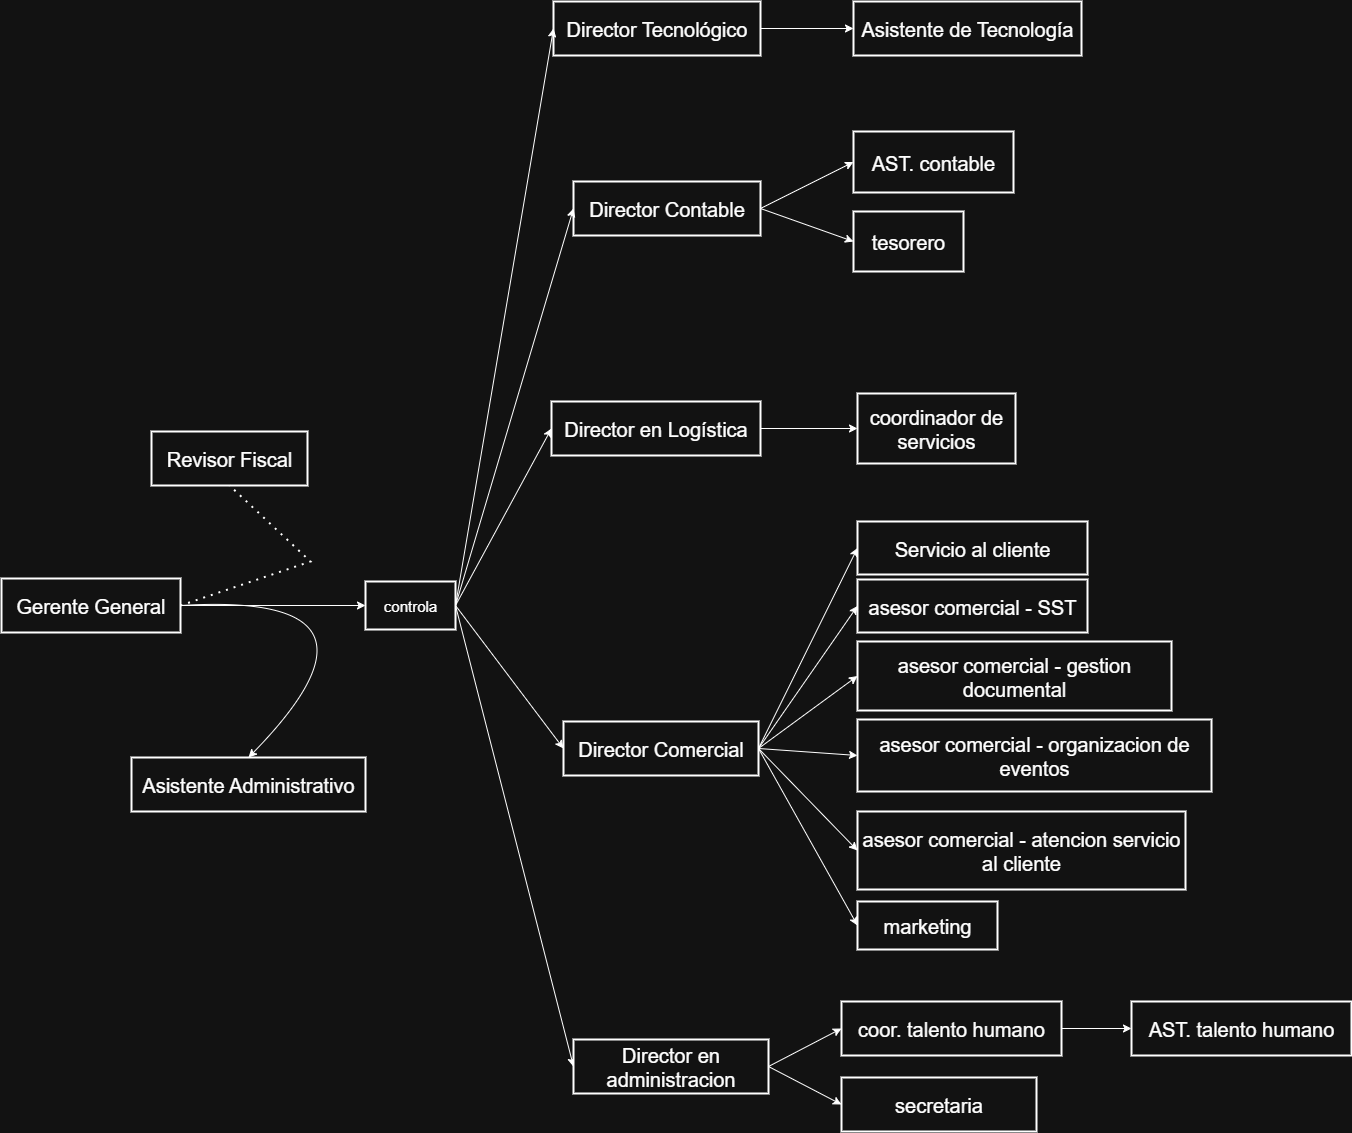 Director Tecnológico
Asistente de Tecnología
AST. contable
Director Contable
tesorero
Director en Logística
coordinador de
servicios
Revisor Fiscal
Gerente General
controla
Asistente Administrativo
Servicio al cliente
asesor comercial - SST
asesor comercial - gestion
documental
Director Comercial
asesor comercial - organizacion de
eventos
asesor comercial - atencion servicio
al cliente
marketing
Director en
administracion
coor. talento humano
AST. talento humano
secretaria